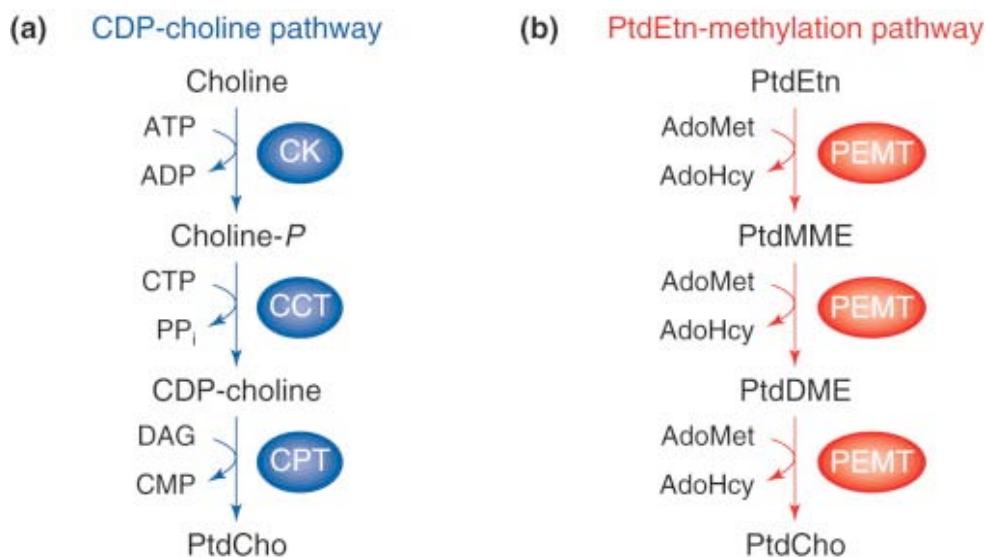 (a) CDP-choline pathway
Choline
ATP
CK
ADP
Choline-P
CTP
CCT
PPi
CDP-choline
DAG
CPT
CMP
PtdCho
(b) PtdEtn-methylation pathway
PtdEtn
AdoMet
PEMT
AdoHcy
PtdMME
AdoMet
PEMT
AdoHcy
PtdDME
AdoMet
PEMT
AdoHcy
PtdCho